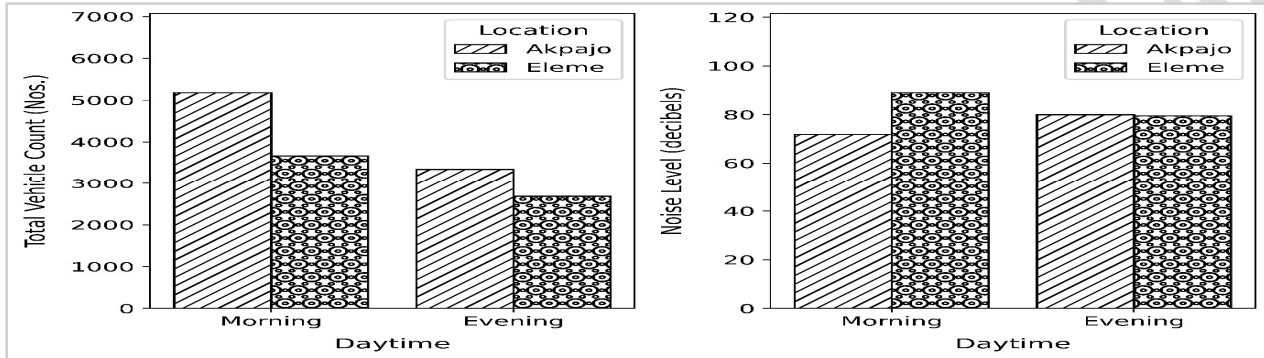 Total Vehicle Count (Nos.)
7000
6000
5000
4000
3000
2000
1000
0
Location
Akpajo
Eleme
Morning
Evening
Daytime
Noise Level (decibels)
120
100
80
60
40
20
0
Location
Akpajo
Eleme
Morning
Evening
Daytime